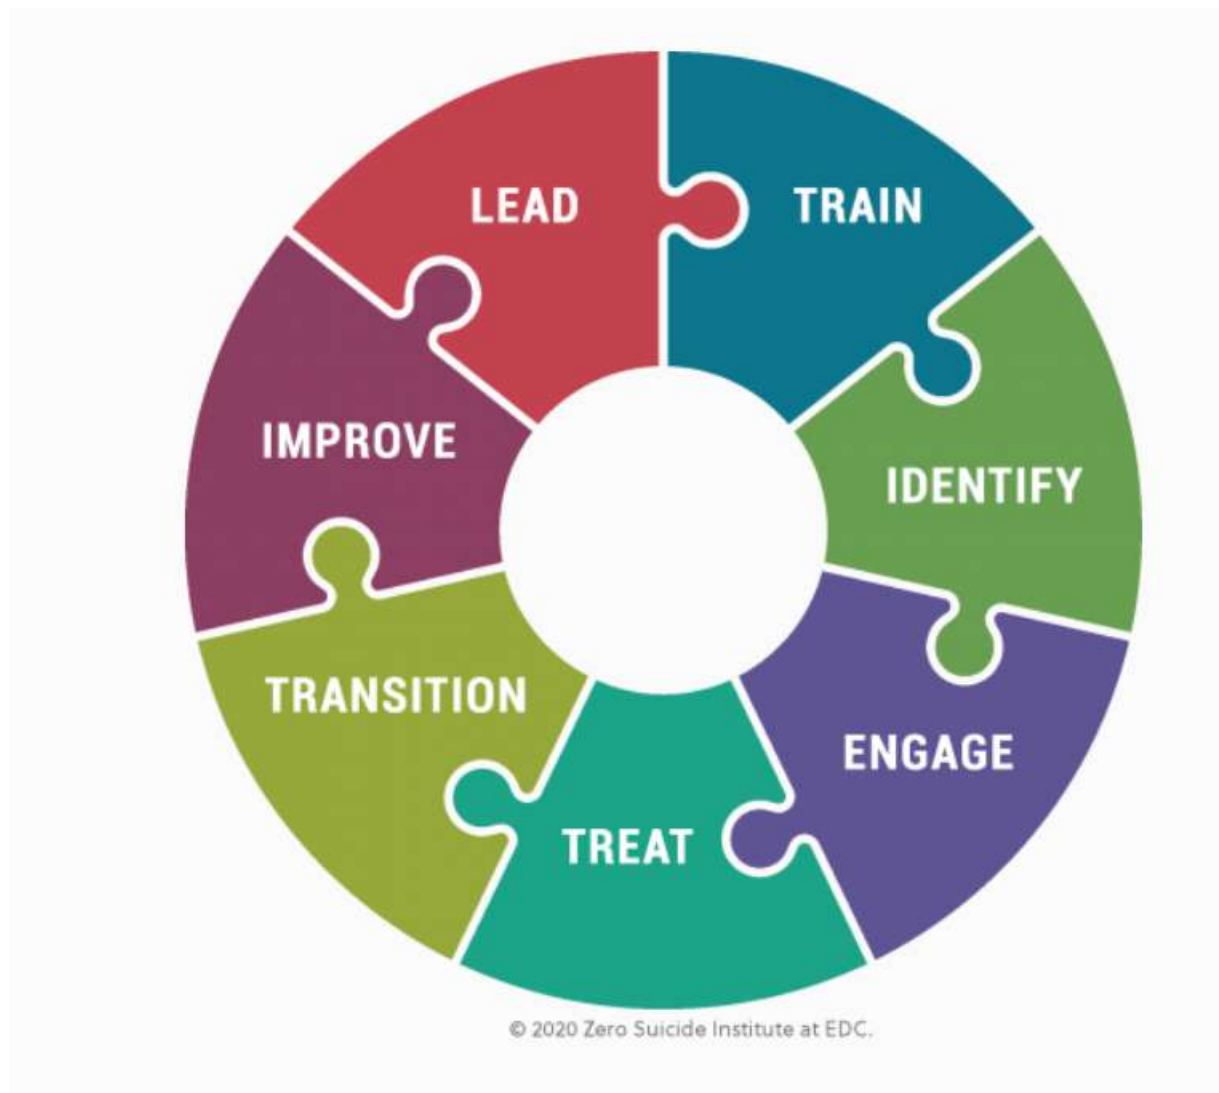 LEAD
TRAIN
IDENTIFY
ENGAGE
TREAT
TRANSITION
IMPROVE
© 2020 Zero Suicide Institute at EDC.